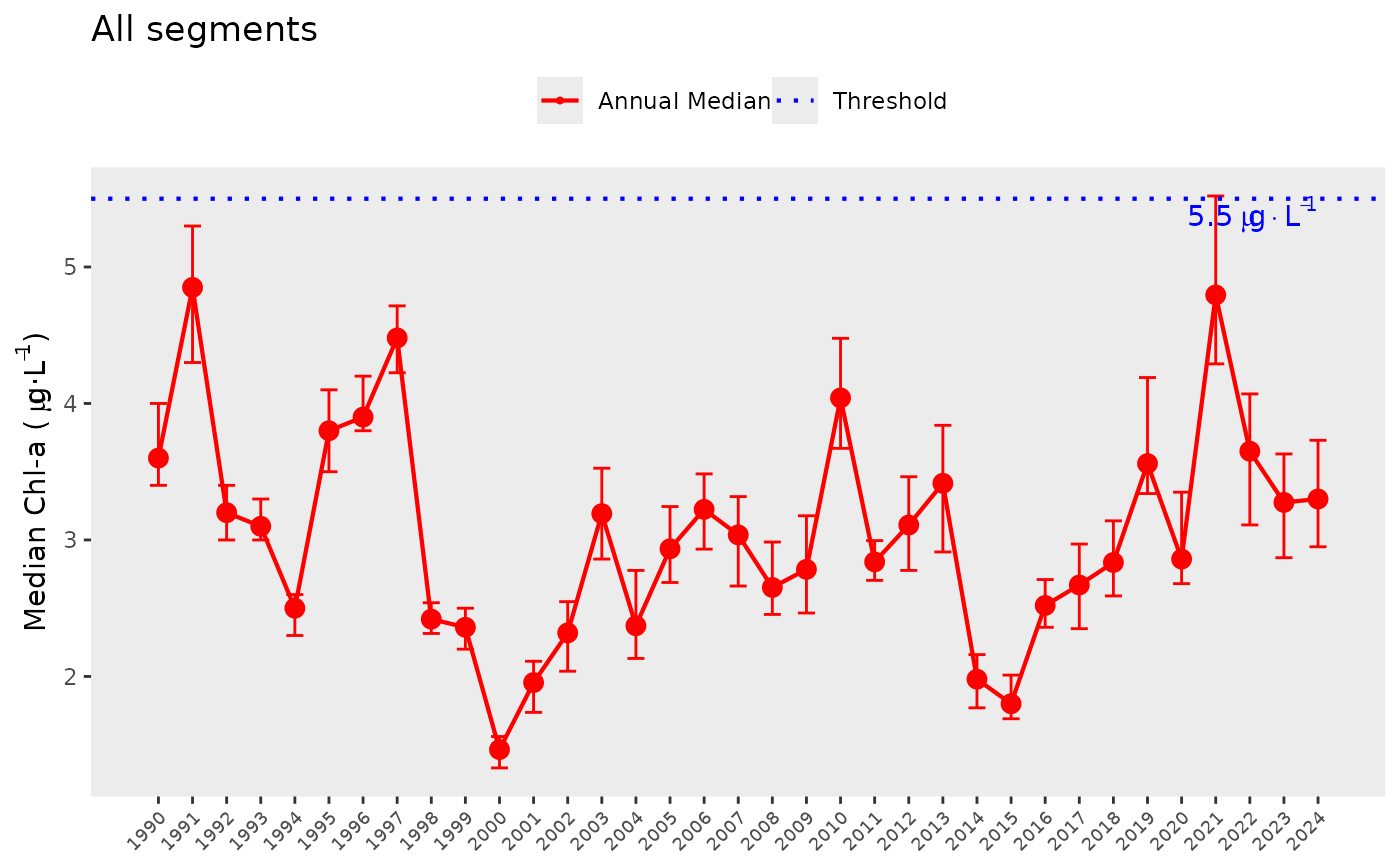 All segments
Annual Median
Threshold
5.5 μg·L⁻¹
Median Chl-a ( μg·L⁻¹)
5
4
3
2
1990 1991 1992 1993 1994 1995 1996 1997 1998 1999 2000 2001 2002 2003 2004 2005 2006 2007 2008 2009 2010 2011 2012 2013 2014 2015 2016 2017 2018 2019 2020 2021 2022 2023 2024